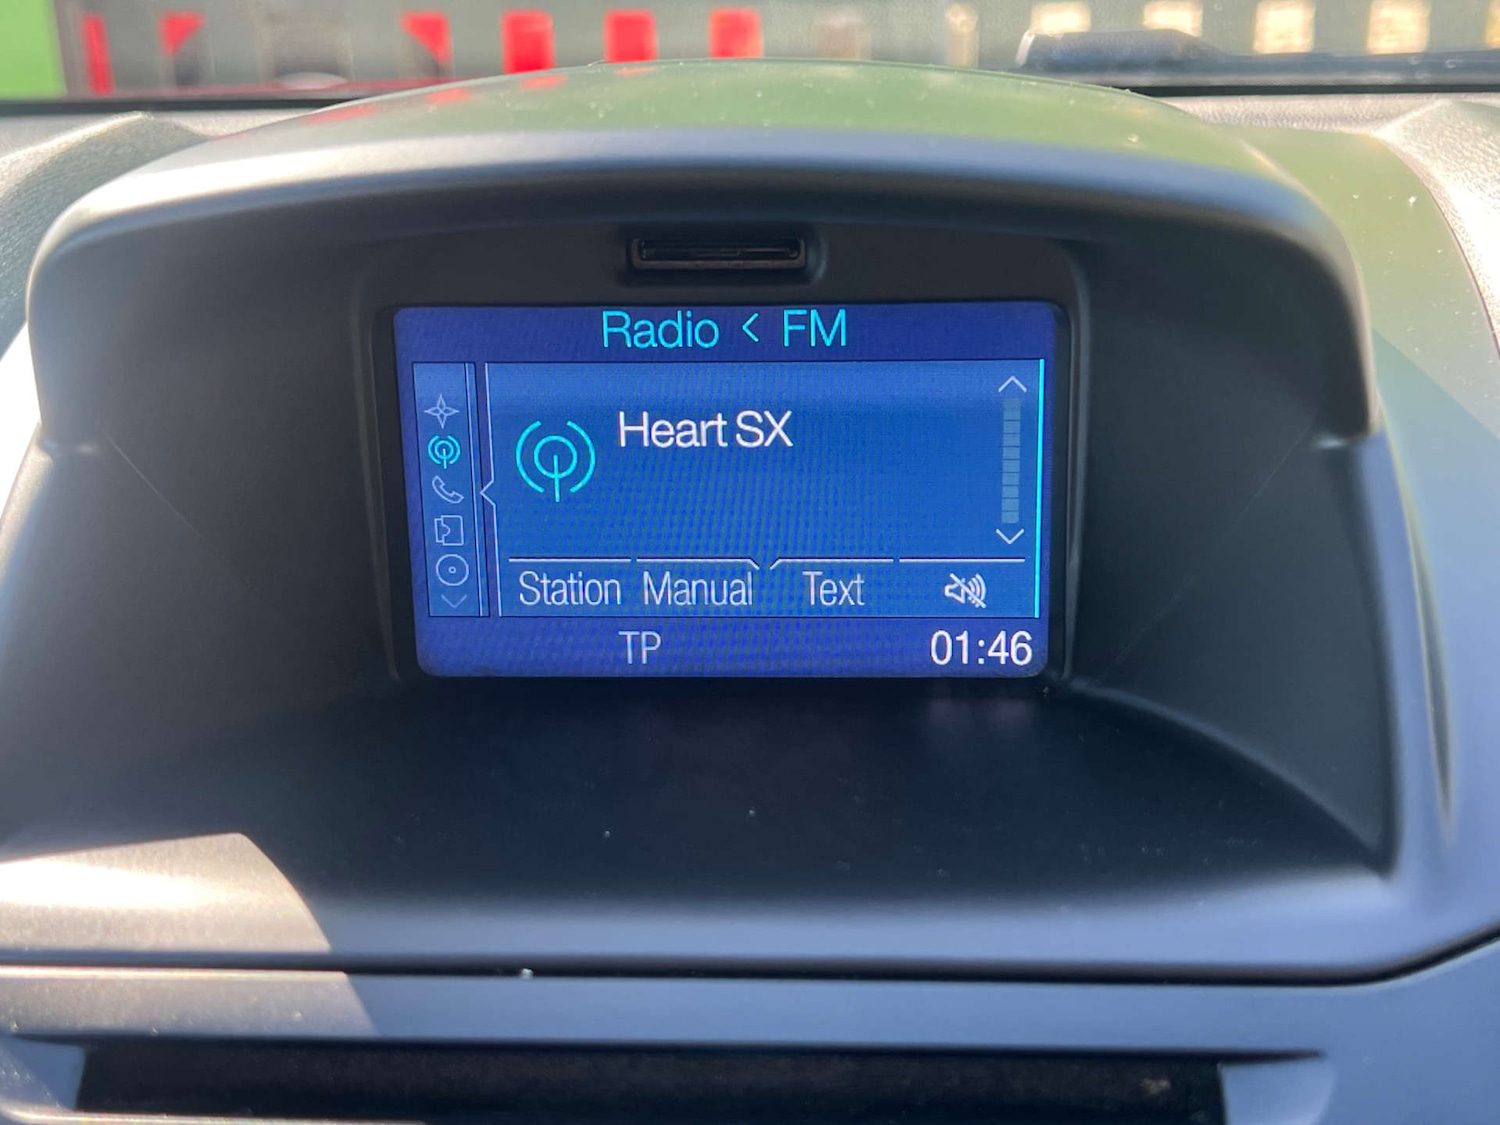 Radio < FM
Heart SX
Station Manual Text
TP 01:46